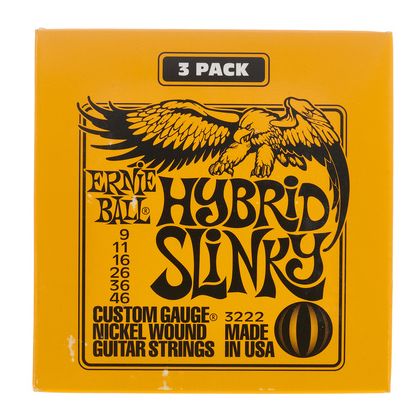 3 PACK
ERNIE
BALL®
HYBRID
SLINKY
9
11
16
26
36
46
CUSTOM GAUGE® 3222
NICKEL WOUND MADE
GUITAR STRINGS IN USA